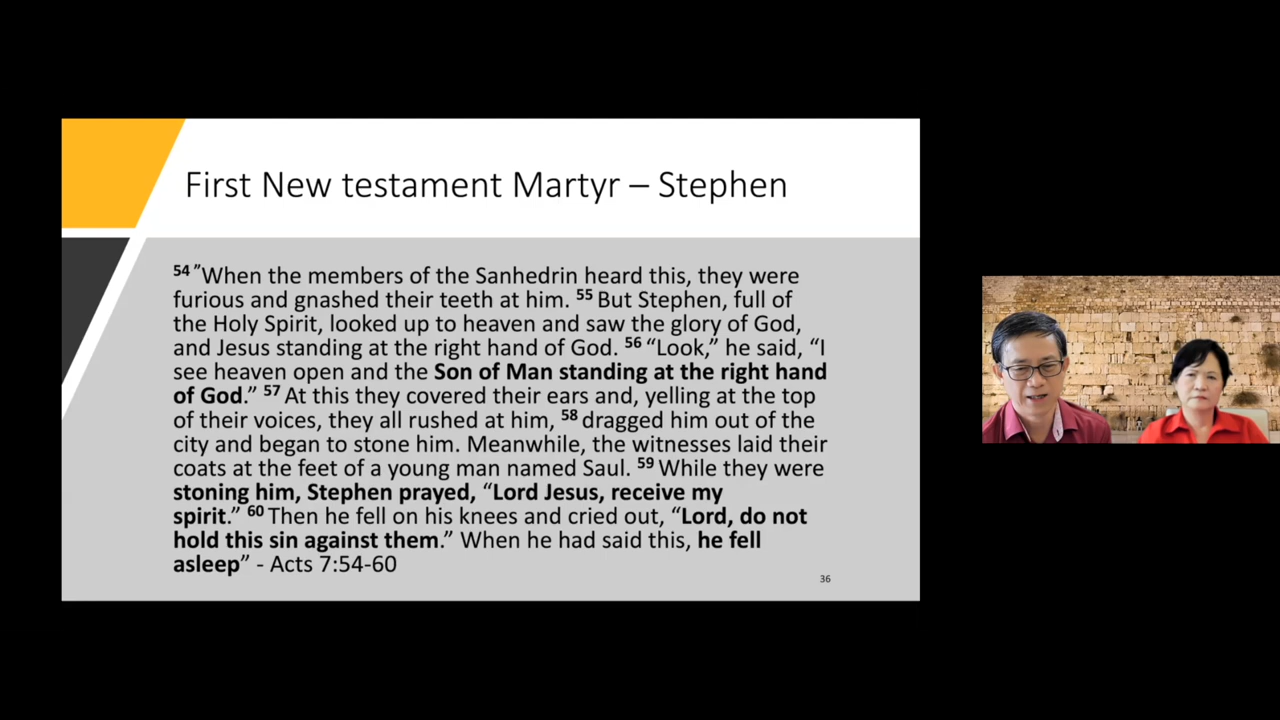 First New testament Martyr – Stephen
54 ”When the members of the Sanhedrin heard this, they were
furious and gnashed their teeth at him. 55 But Stephen, full of
the Holy Spirit, looked up to heaven and saw the glory of God,
and Jesus standing at the right hand of God. 56 “Look,” he said, “I
see heaven open and the Son of Man standing at the right hand
of God.” 57 At this they covered their ears and, yelling at the top
of their voices, they all rushed at him, 58 dragged him out of the
city and began to stone him. Meanwhile, the witnesses laid their
coats at the feet of a young man named Saul. 59 While they were
stoning him, Stephen prayed, “Lord Jesus, receive my
spirit.” 60 Then he fell on his knees and cried out, “Lord, do not
hold this sin against them.” When he had said this, he fell
asleep” - Acts 7:54-60
36